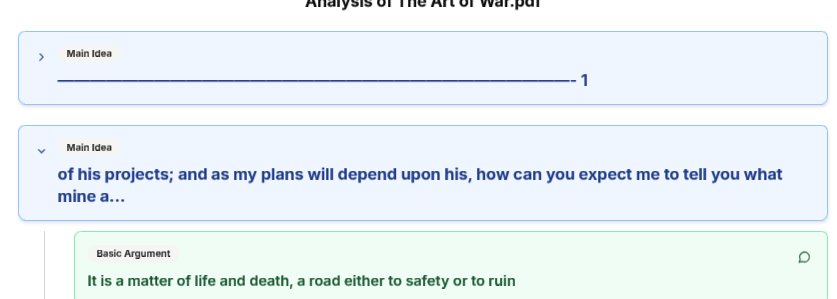 Analysis of The Art of War.pdf
Main Idea
————————————————————————————————- 1
Main Idea
of his projects; and as my plans will depend upon his, how can you expect me to tell you what
mine a...
Basic Argument
It is a matter of life and death, a road either to safety or to ruin